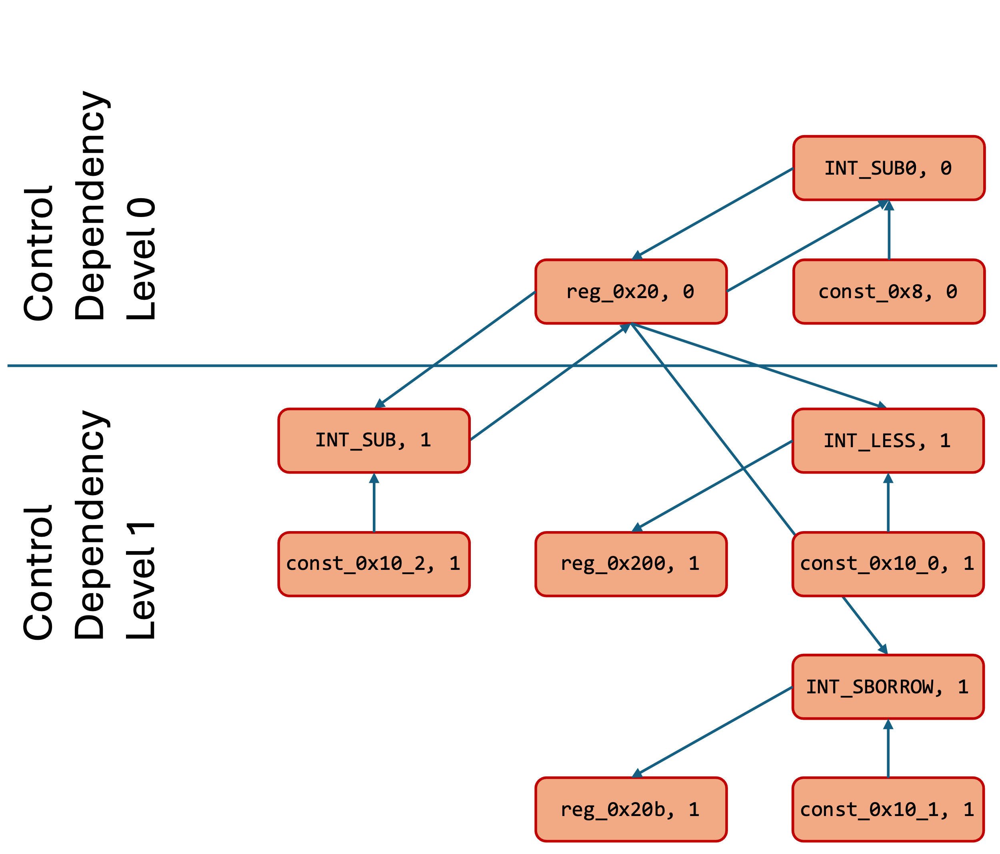 Control
Dependency
Level 0
INT_SUB0, 0
reg_0x20, 0
const_0x8, 0
Control
Dependency
Level 1
INT_SUB, 1
INT_LESS, 1
const_0x10_2, 1
reg_0x200, 1
const_0x10_0, 1
INT_SBORROW, 1
reg_0x20b, 1
const_0x10_1, 1